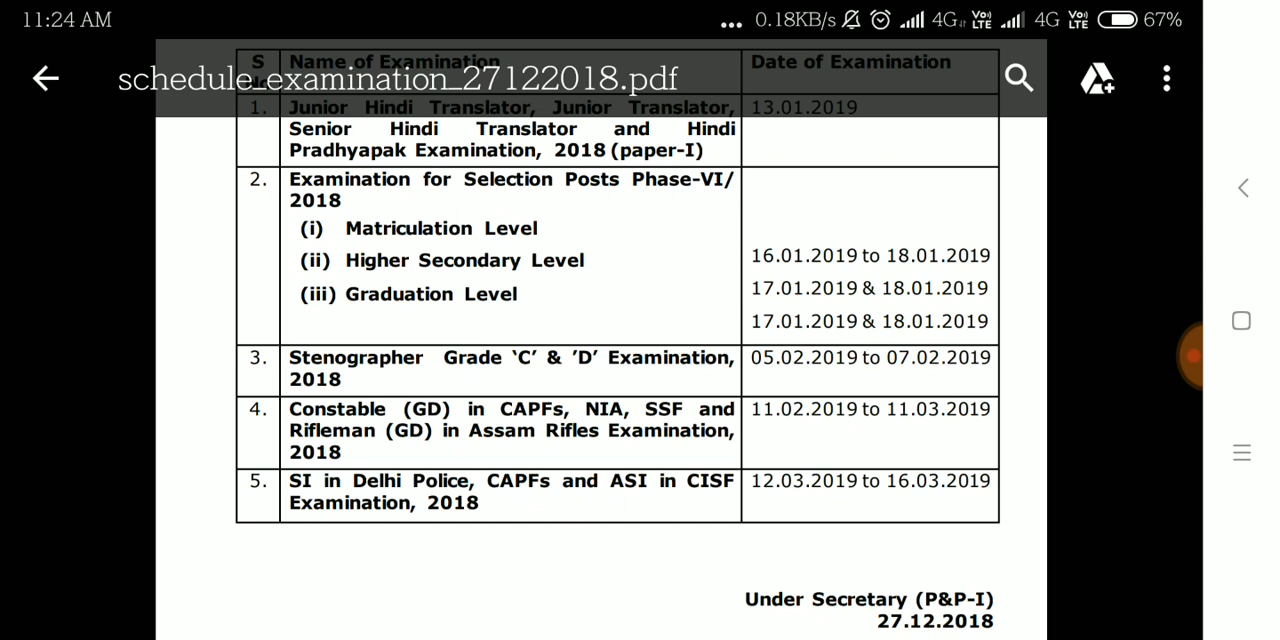 11:24 AM
... 0.18KB/s 4G Vo)) LTE 4G Vo)) LTE 67%
schedule_examination_27122018.pdf
S Name of Examination Date of Examination
1. Junior Hindi Translator, Junior Translator, 13.01.2019
Senior Hindi Translator and Hindi
Pradhyapak Examination, 2018 (paper-I)
2. Examination for Selection Posts Phase-VI/
2018
(i) Matriculation Level
(ii) Higher Secondary Level 16.01.2019 to 18.01.2019
(iii) Graduation Level 17.01.2019 & 18.01.2019
17.01.2019 & 18.01.2019
3. Stenographer Grade ‘C’ & ’D’ Examination, 05.02.2019 to 07.02.2019
2018
4. Constable (GD) in CAPFs, NIA, SSF and 11.02.2019 to 11.03.2019
Rifleman (GD) in Assam Rifles Examination,
2018
5. SI in Delhi Police, CAPFs and ASI in CISF 12.03.2019 to 16.03.2019
Examination, 2018
Under Secretary (P&P-I)
27.12.2018